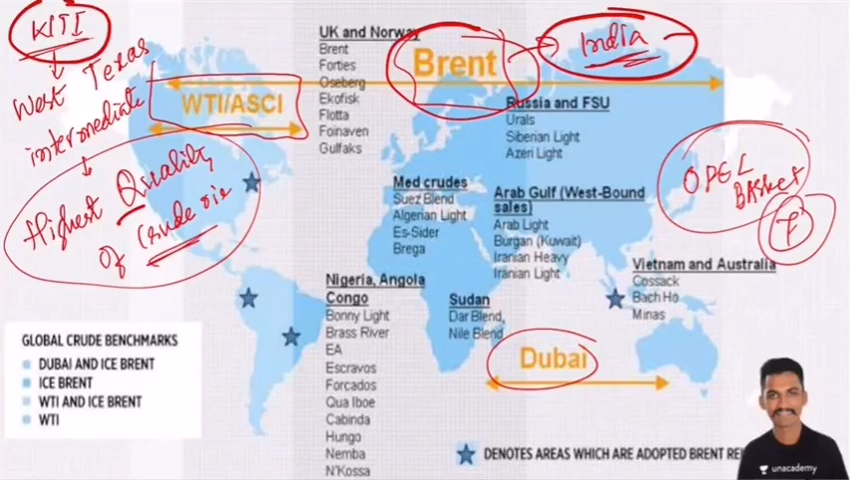 WTI
West Texas
intermediate
Highest Quality
of Crude oil
UK and Norway
Brent
Forties
Oseberg
Ekofisk
Flotta
Foinaven
Gulfaks
WTI/ASCI
Brent
India
Russia and FSU
Urals
Siberian Light
Azeri Light
OPEC
Basket
7
Med crudes
Suez Blend
Algerian Light
Es-Sider
Brega
Arab Gulf (West-Bound
sales)
Arab Light
Burgan (Kuwait)
Iranian Heavy
Iranian Light
Vietnam and Australia
Cossack
Bach Ho
Minas
Nigeria, Angola
Congo
Bonny Light
Brass River
EA
Escravos
Forcados
Qua Iboe
Cabinda
Hungo
Nemba
N'Kossa
Sudan
Dar Blend,
Nile Blend
Dubai
GLOBAL CRUDE BENCHMARKS
DUBAI AND ICE BRENT
ICE BRENT
WTI AND ICE BRENT
WTI
DENOTES AREAS WHICH ARE ADOPTED BRENT RE
unacademy